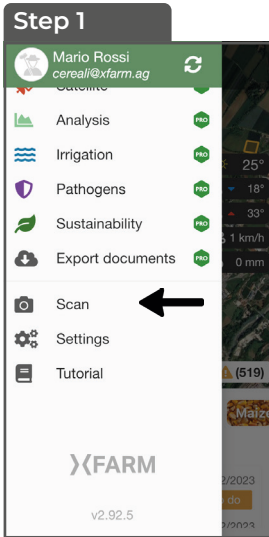 Step 1
Mario Rossi
cereali@xfarm.ag
Satellite
Analysis PRO
Irrigation PRO
Pathogens PRO
Sustainability PRO
Export documents PRO
Scan
Settings
Tutorial
XFARM
v2.92.5
25°
18°
33°
1 km/h
0 mm
(519)
Maize
2/2023
do
2/2023